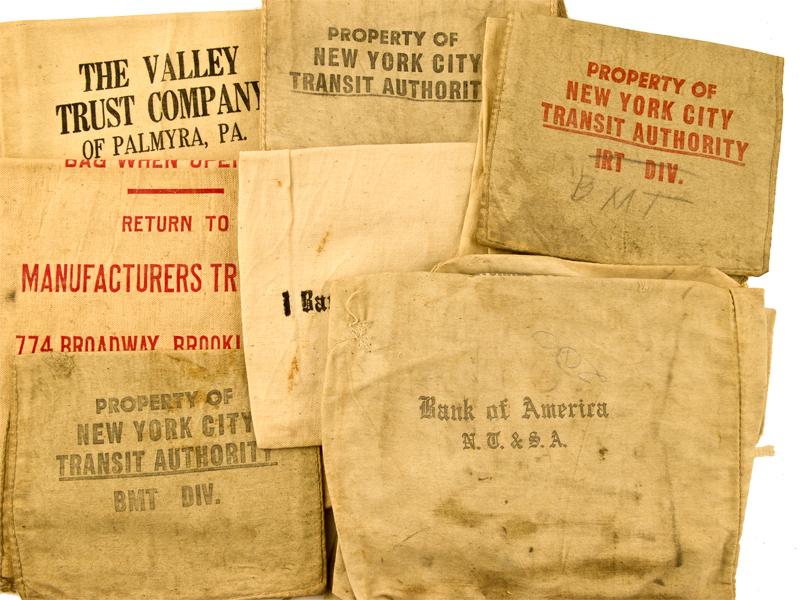 THE VALLEY
TRUST COMPANY
OF PALMYRA, PA.
PROPERTY OF
NEW YORK CITY
TRANSIT AUTHORIT
PROPERTY OF
NEW YORK CITY
TRANSIT AUTHORITY
IRT DIV.
BMT
BAG WHEN OPE
RETURN TO
MANUFACTURERS TR
774 BROADWAY, BROOKL
1 Ba
PROPERTY OF
NEW YORK CITY
TRANSIT AUTHORITY
BMT DIV.
Bank of America
N. T. & S. A.